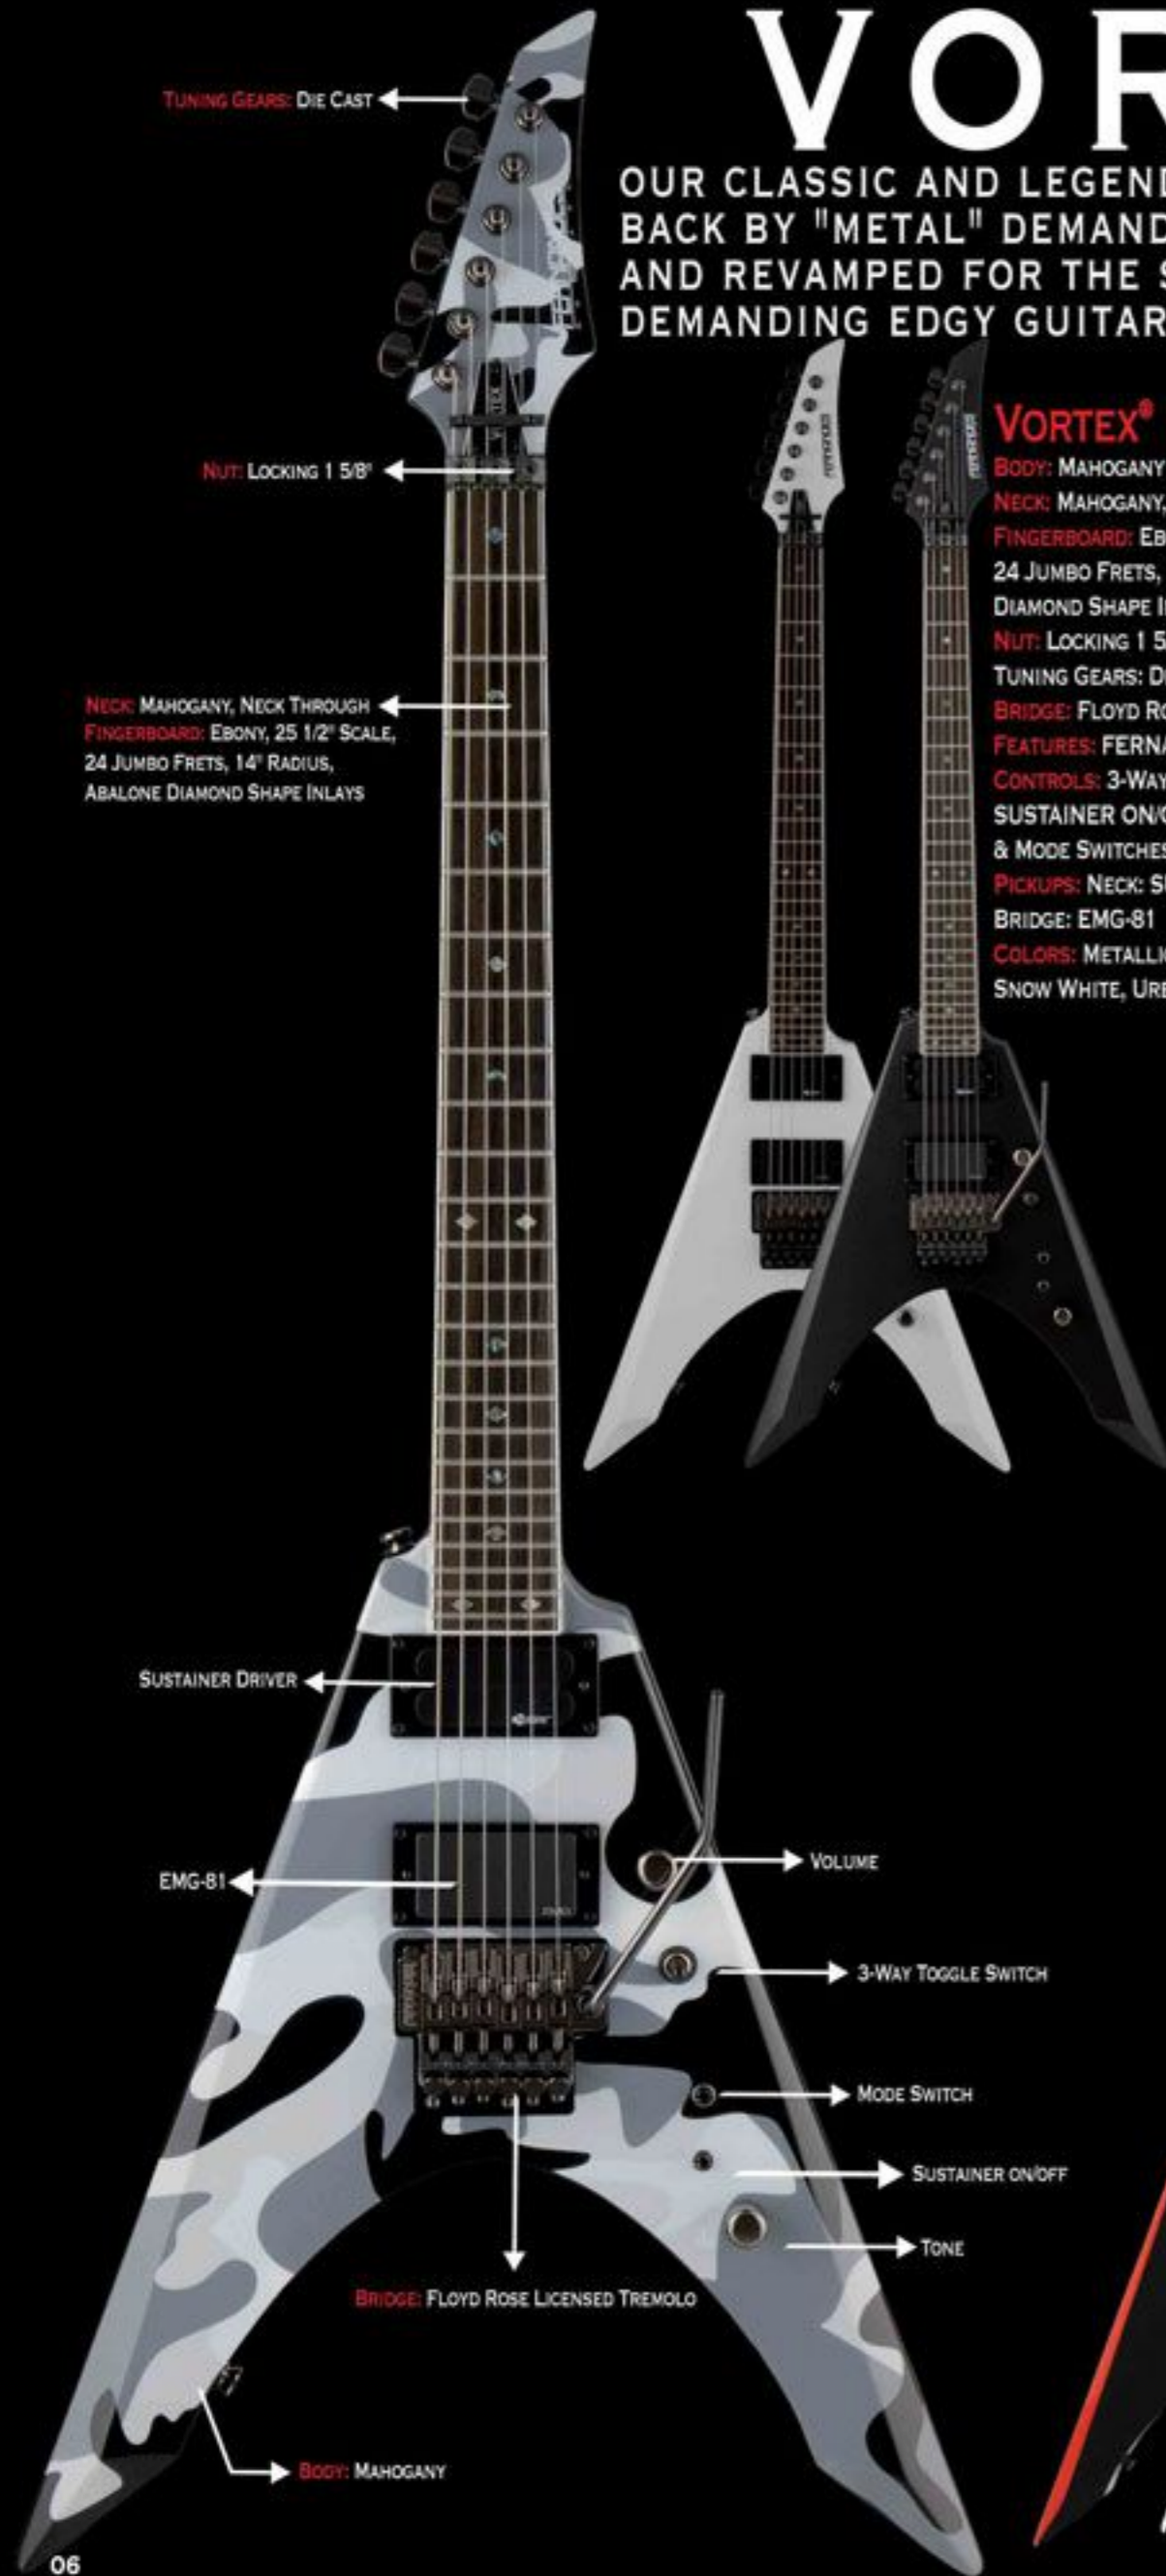 VOR
OUR CLASSIC AND LEGEND
BACK BY "METAL" DEMAND
AND REVAMPED FOR THE S
DEMANDING EDGY GUITAR
TUNING GEARS: DIE CAST
NUT: LOCKING 1 5/8"
NECK: MAHOGANY, NECK THROUGH
FINGERBOARD: EBONY, 25 1/2" SCALE,
24 JUMBO FRETS, 14" RADIUS,
ABALONE DIAMOND SHAPE INLAYS
VORTEX®
BODY: MAHOGANY
NECK: MAHOGANY,
FINGERBOARD: EB
24 JUMBO FRETS,
DIAMOND SHAPE I
NUT: LOCKING 1 5
TUNING GEARS: D
BRIDGE: FLOYD RO
FEATURES: FERNA
CONTROLS: 3-WAY
SUSTAINER ON/O
& MODE SWITCHES
PICKUPS: NECK: SU
BRIDGE: EMG-81
COLORS: METALLIC
SNOW WHITE, URB
SUSTAINER DRIVER
EMG-81
VOLUME
3-WAY TOGGLE SWITCH
MODE SWITCH
SUSTAINER ON/OFF
TONE
BRIDGE: FLOYD ROSE LICENSED TREMOLO
BODY: MAHOGANY
06